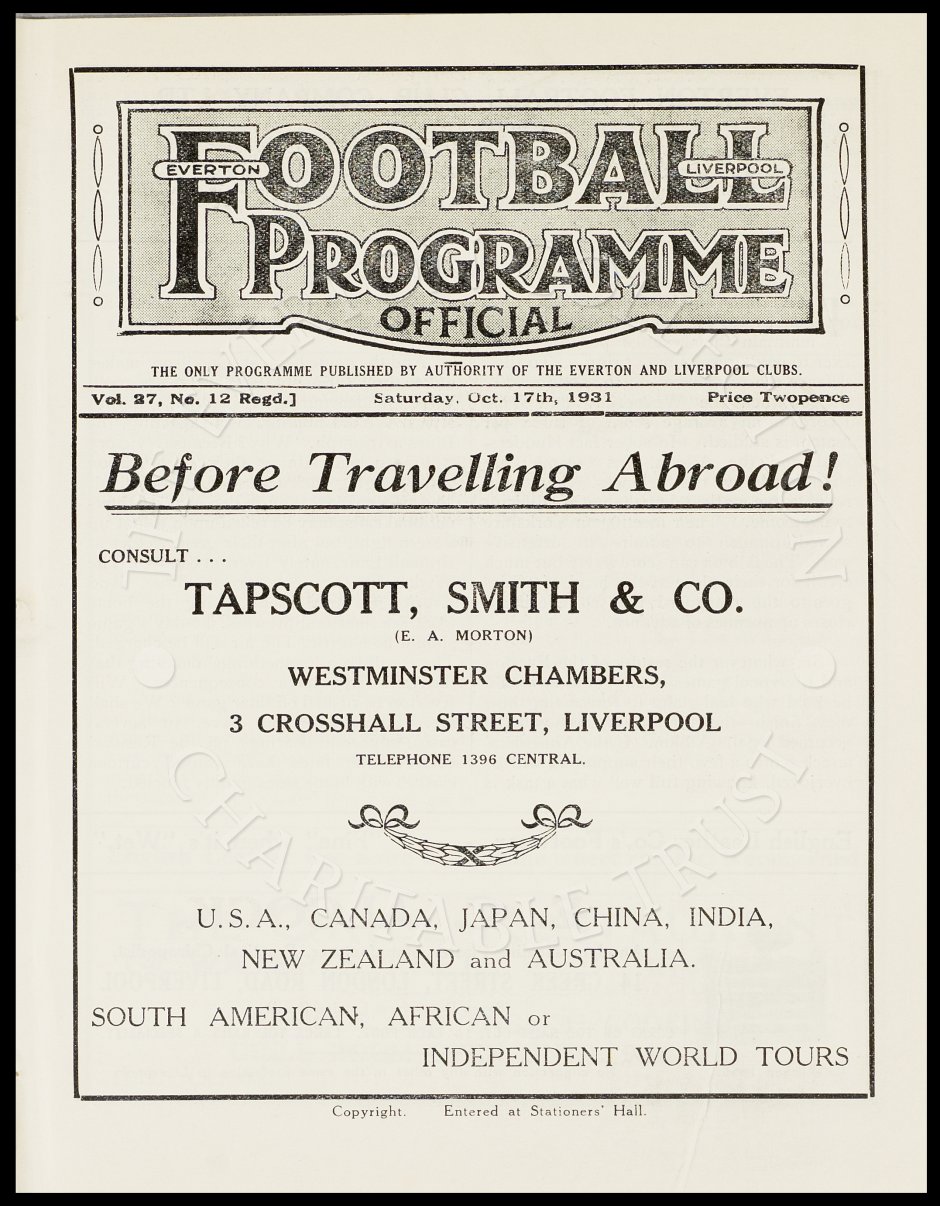 FOOTBALL
EVERTON
LIVERPOOL
PROGRAMME
OFFICIAL
THE ONLY PROGRAMME PUBLISHED BY AUTHORITY OF THE EVERTON AND LIVERPOOL CLUBS.
Vol. 27, No. 12 Regd.] Saturday, Oct. 17th, 1931 Price Twopence
Before Travelling Abroad!
CONSULT . . .
TAPSCOTT, SMITH & CO.
(E. A. MORTON)
WESTMINSTER CHAMBERS,
3 CROSSHALL STREET, LIVERPOOL
TELEPHONE 1396 CENTRAL.
U.S.A., CANADA, JAPAN, CHINA, INDIA,
NEW ZEALAND and AUSTRALIA.
SOUTH AMERICAN, AFRICAN or
INDEPENDENT WORLD TOURS
Copyright. Entered at Stationers' Hall.
CHARITABLE TRUST